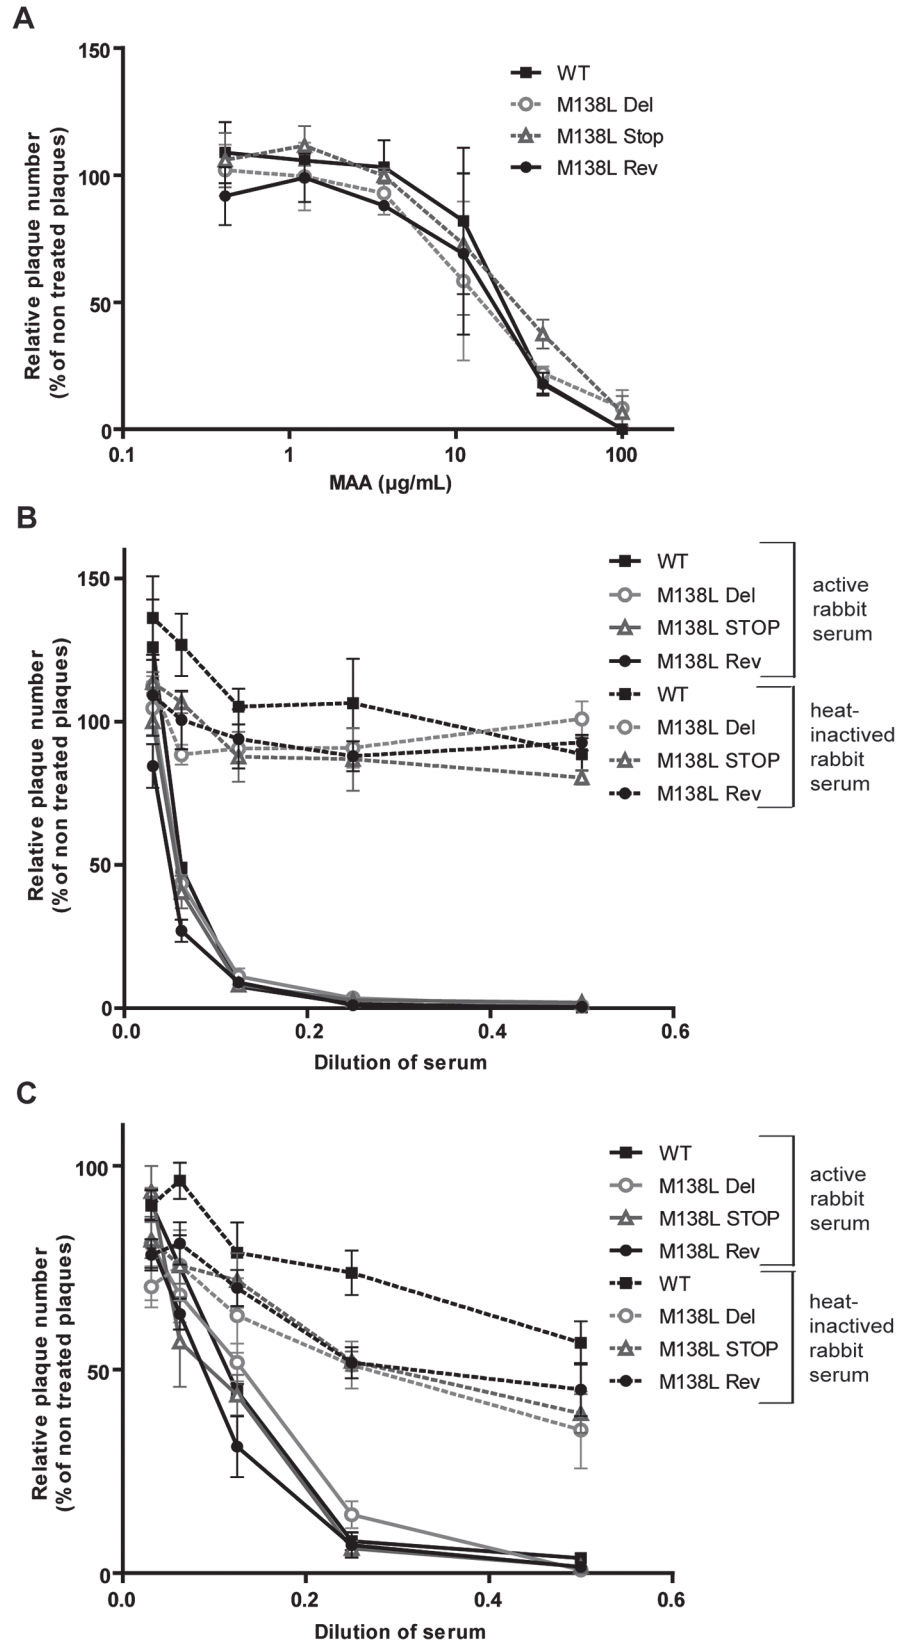 A
150
100
50
0
Relative plaque number
(% of non treated plaques)
WT
M138L Del
M138L Stop
M138L Rev
0.1
1
10
100
MAA (µg/mL)
B
150
100
50
0
Relative plaque number
(% of non treated plaques)
WT
M138L Del
M138L STOP
M138L Rev
active
rabbit
serum
WT
M138L Del
M138L STOP
M138L Rev
heat-
inactived
rabbit
serum
0.0
0.2
0.4
0.6
Dilution of serum
C
100
50
0
Relative plaque number
(% of non treated plaques)
WT
M138L Del
M138L STOP
M138L Rev
active
rabbit
serum
WT
M138L Del
M138L STOP
M138L Rev
heat-
inactived
rabbit
serum
0.0
0.2
0.4
0.6
Dilution of serum